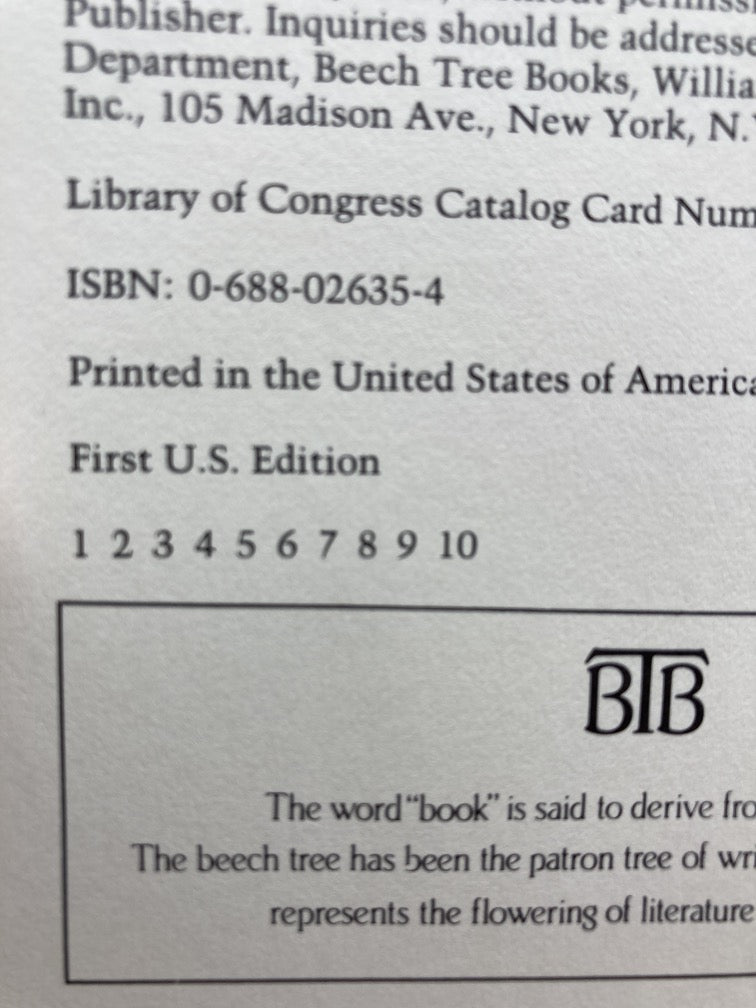 Publisher. Inquiries should be addresse
Department, Beech Tree Books, Willia
Inc., 105 Madison Ave., New York, N.Y
Library of Congress Catalog Card Num
ISBN: 0-688-02635-4
Printed in the United States of America
First U.S. Edition
1 2 3 4 5 6 7 8 9 10
BTB
The word “book” is said to derive fro
The beech tree has been the patron tree of wri
represents the flowering of literature